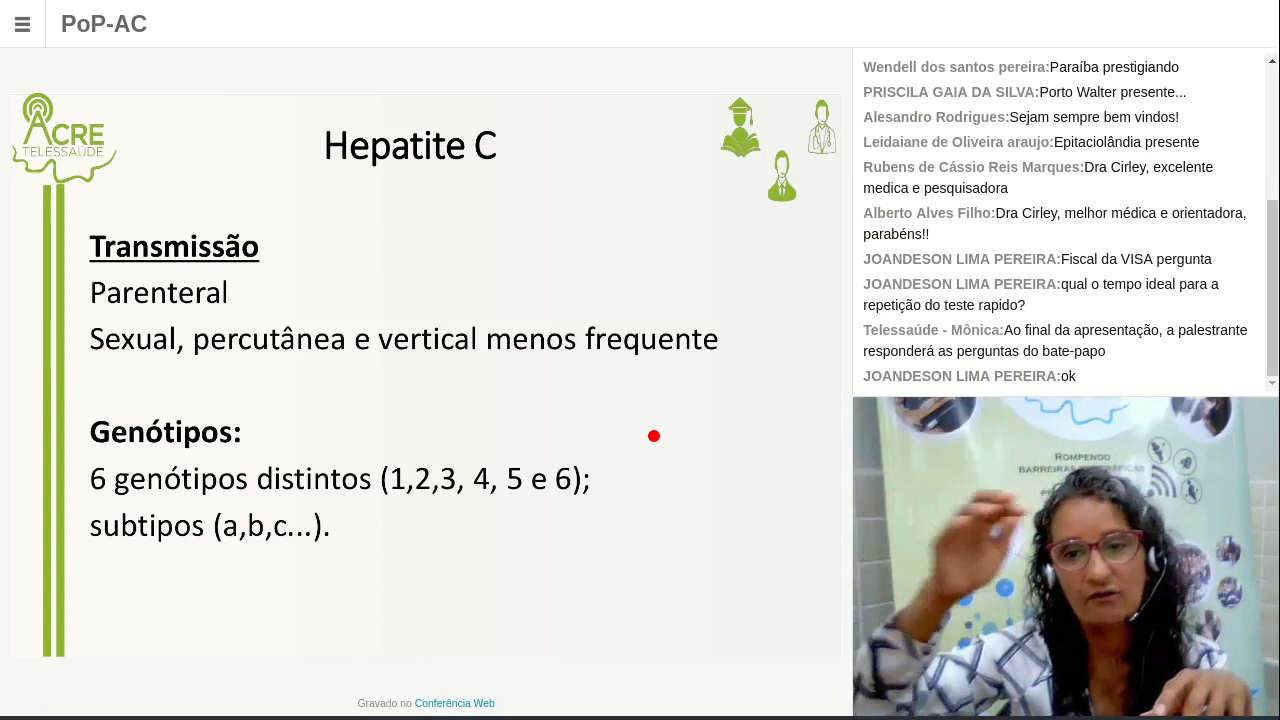 PoP-AC
ACRE
TELESSAÚDE
Hepatite C
Transmissão
Parenteral
Sexual, percutânea e vertical menos frequente
Genótipos:
6 genótipos distintos (1,2,3, 4, 5 e 6);
subtipos (a,b,c...).
Gravado no Conferência Web
Wendell dos santos pereira:Paraíba prestigiando
PRISCILA GAIA DA SILVA:Porto Walter presente...
Alesandro Rodrigues:Sejam sempre bem vindos!
Leidaiane de Oliveira araujo:Epitaciolândia presente
Rubens de Cássio Reis Marques:Dra Cirley, excelente
medica e pesquisadora
Alberto Alves Filho:Dra Cirley, melhor médica e orientadora,
parabéns!!
JOANDESON LIMA PEREIRA:Fiscal da VISA pergunta
JOANDESON LIMA PEREIRA:qual o tempo ideal para a
repetição do teste rapido?
Telessaúde - Mônica:Ao final da apresentação, a palestrante
responderá as perguntas do bate-papo
JOANDESON LIMA PEREIRA:ok
ROMPENDO
BARREIRAS